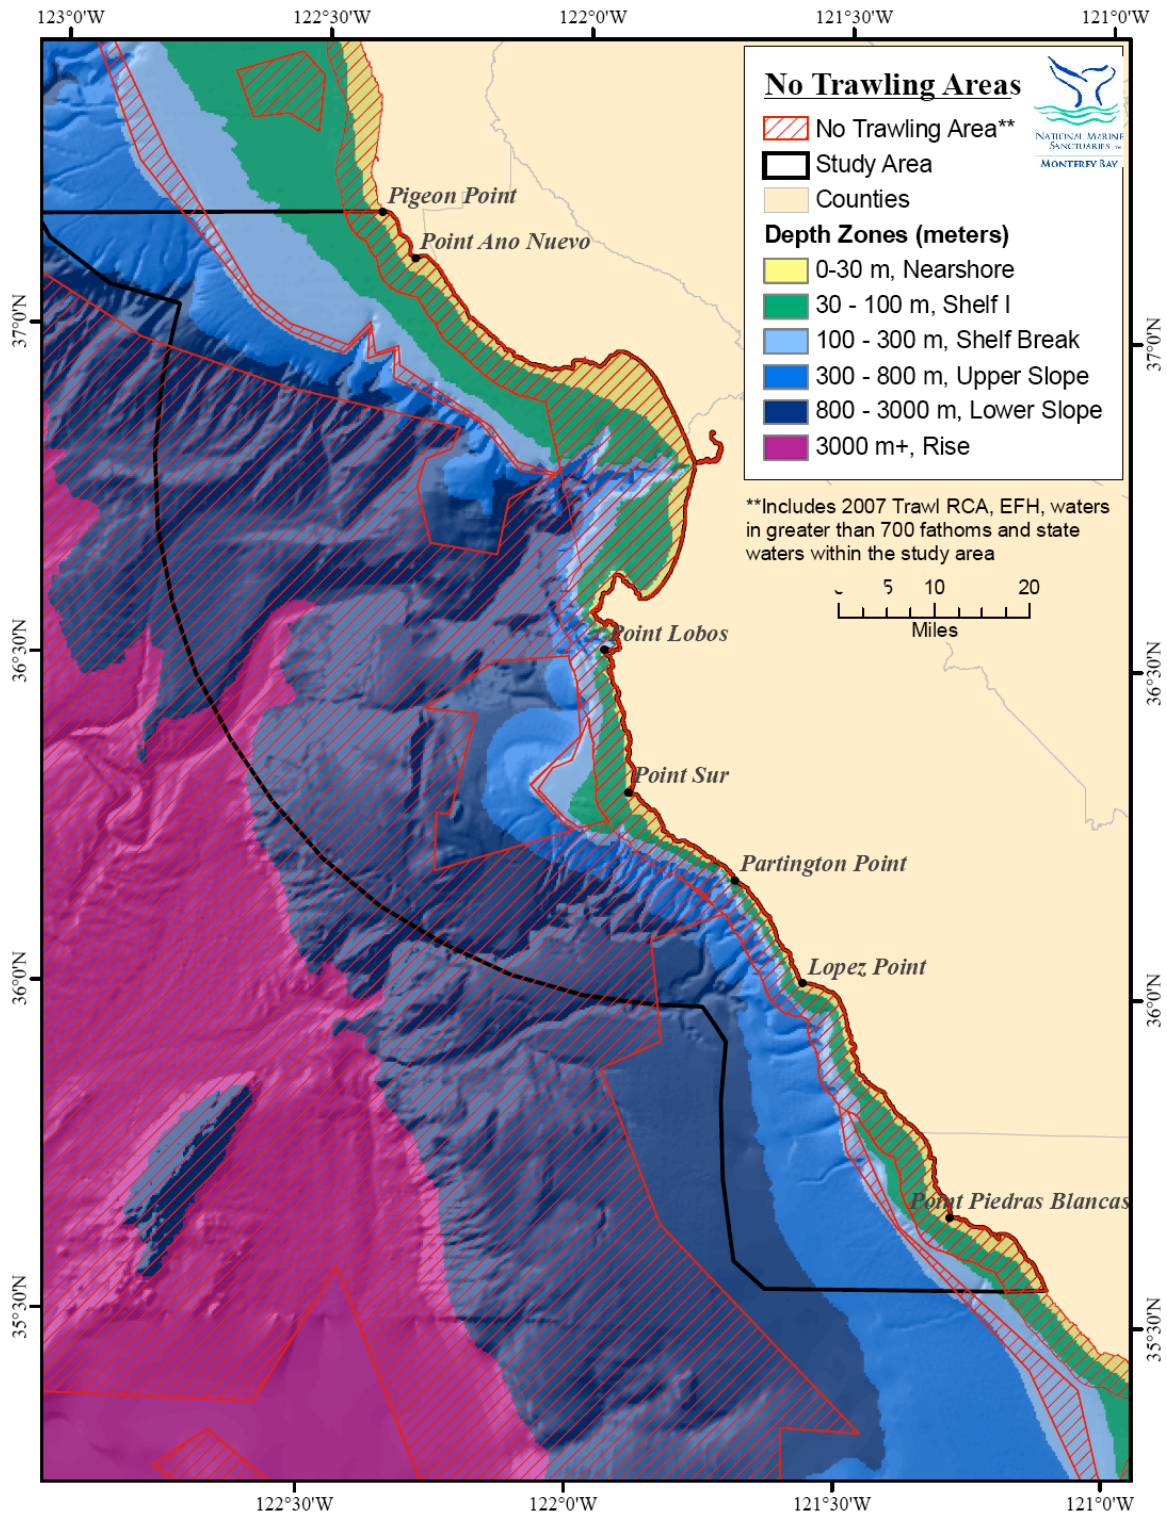 123°0'W 122°30'W 122°0'W 121°30'W 121°0'W
No Trawling Areas
No Trawling Area**
Study Area
Counties
Depth Zones (meters)
0-30 m, Nearshore
30 - 100 m, Shelf I
100 - 300 m, Shelf Break
300 - 800 m, Upper Slope
800 - 3000 m, Lower Slope
3000 m+, Rise
NATIONAL MARINE
SANCTUARIES
MONTEREY BAY
**Includes 2007 Trawl RCA, EFH, waters
in greater than 700 fathoms and state
waters within the study area
5 10 20
Miles
Pigeon Point
Point Ano Nuevo
Point Lobos
Point Sur
Partington Point
Lopez Point
Point Piedras Blancas
37°0'N
36°30'N
36°0'N
35°30'N
37°0'N
36°30'N
36°0'N
35°30'N
122°30'W 122°0'W 121°30'W 121°0'W